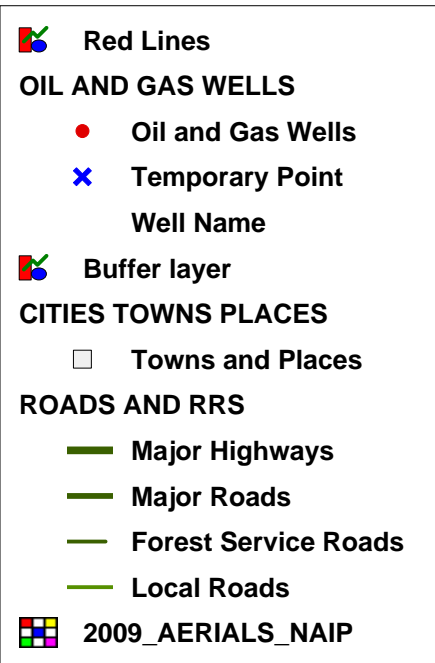 Red Lines
OIL AND GAS WELLS
Oil and Gas Wells
Temporary Point
Well Name
Buffer layer
CITIES TOWNS PLACES
Towns and Places
ROADS AND RRS
Major Highways
Major Roads
Forest Service Roads
Local Roads
2009_AERIALS_NAIP